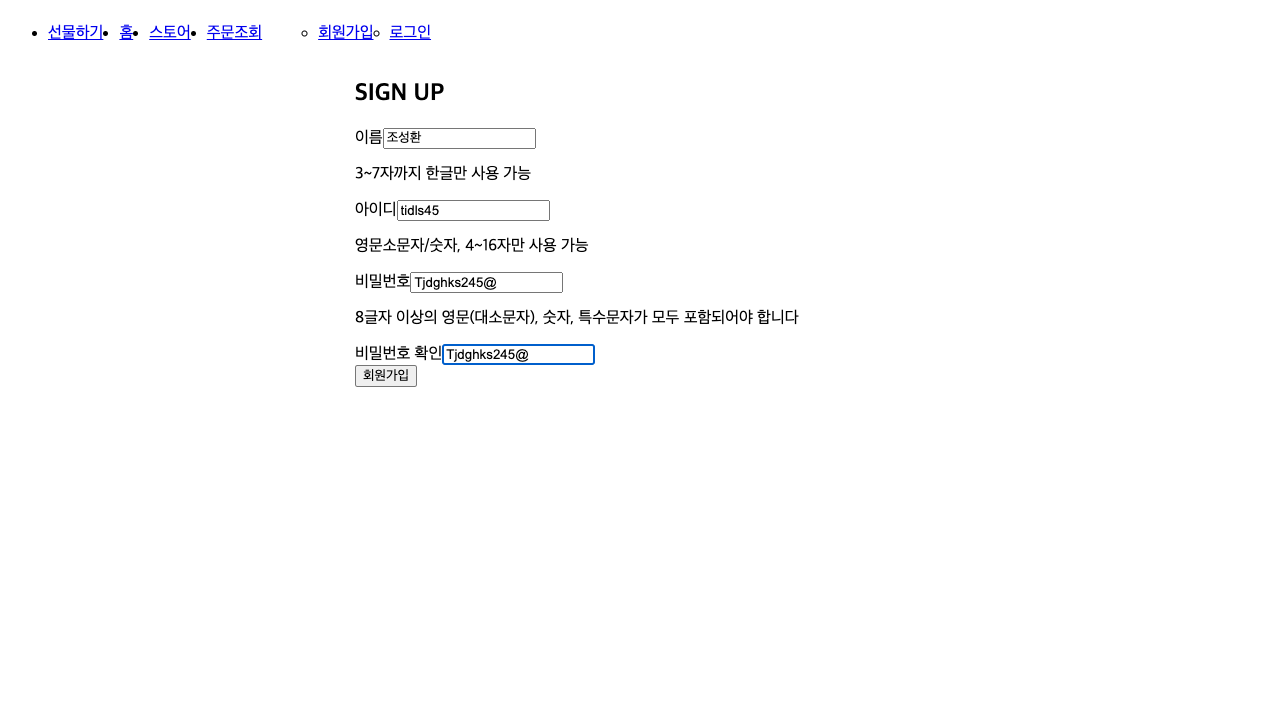 선물하기 홈 스토어 주문조회 회원가입 로그인
SIGN UP
이름 조성환
3~7자까지 한글만 사용 가능
아이디 tidls45
영문소문자/숫자, 4~16자만 사용 가능
비밀번호 Tjdghks245@
8글자 이상의 영문(대소문자), 숫자, 특수문자가 모두 포함되어야 합니다
비밀번호 확인 Tjdghks245@
회원가입